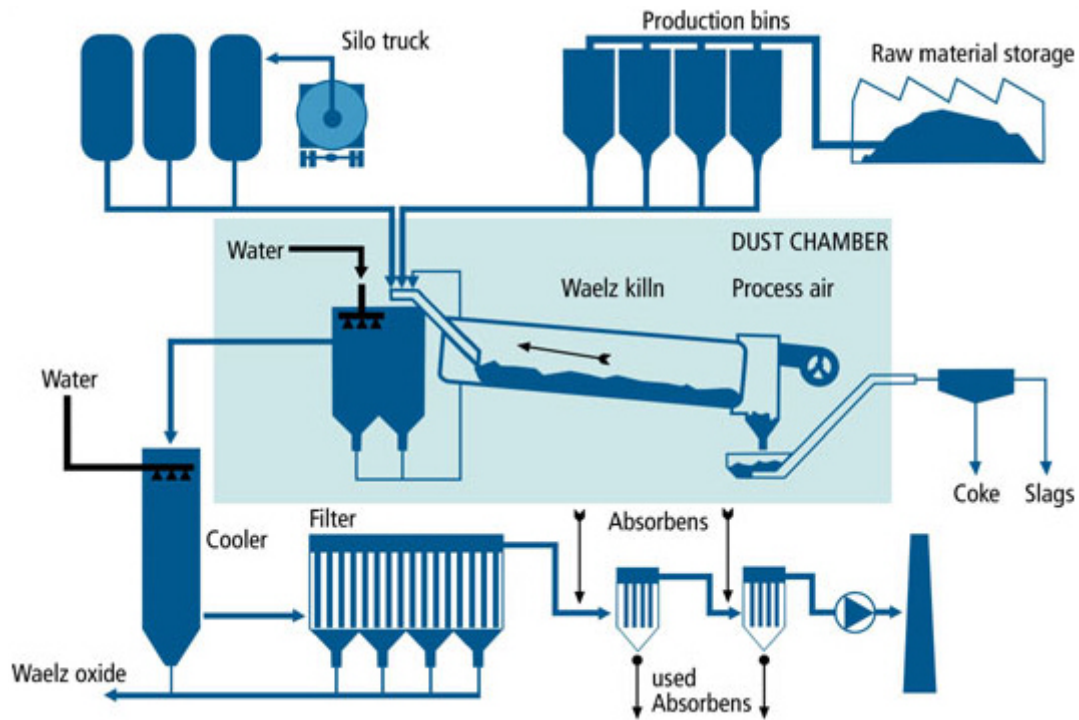 Production bins
Silo truck
Raw material storage
Water
DUST CHAMBER
Waelz killn
Process air
Water
Coke
Slags
Filter
Absorbens
Cooler
Waelz oxide
used
Absorbens